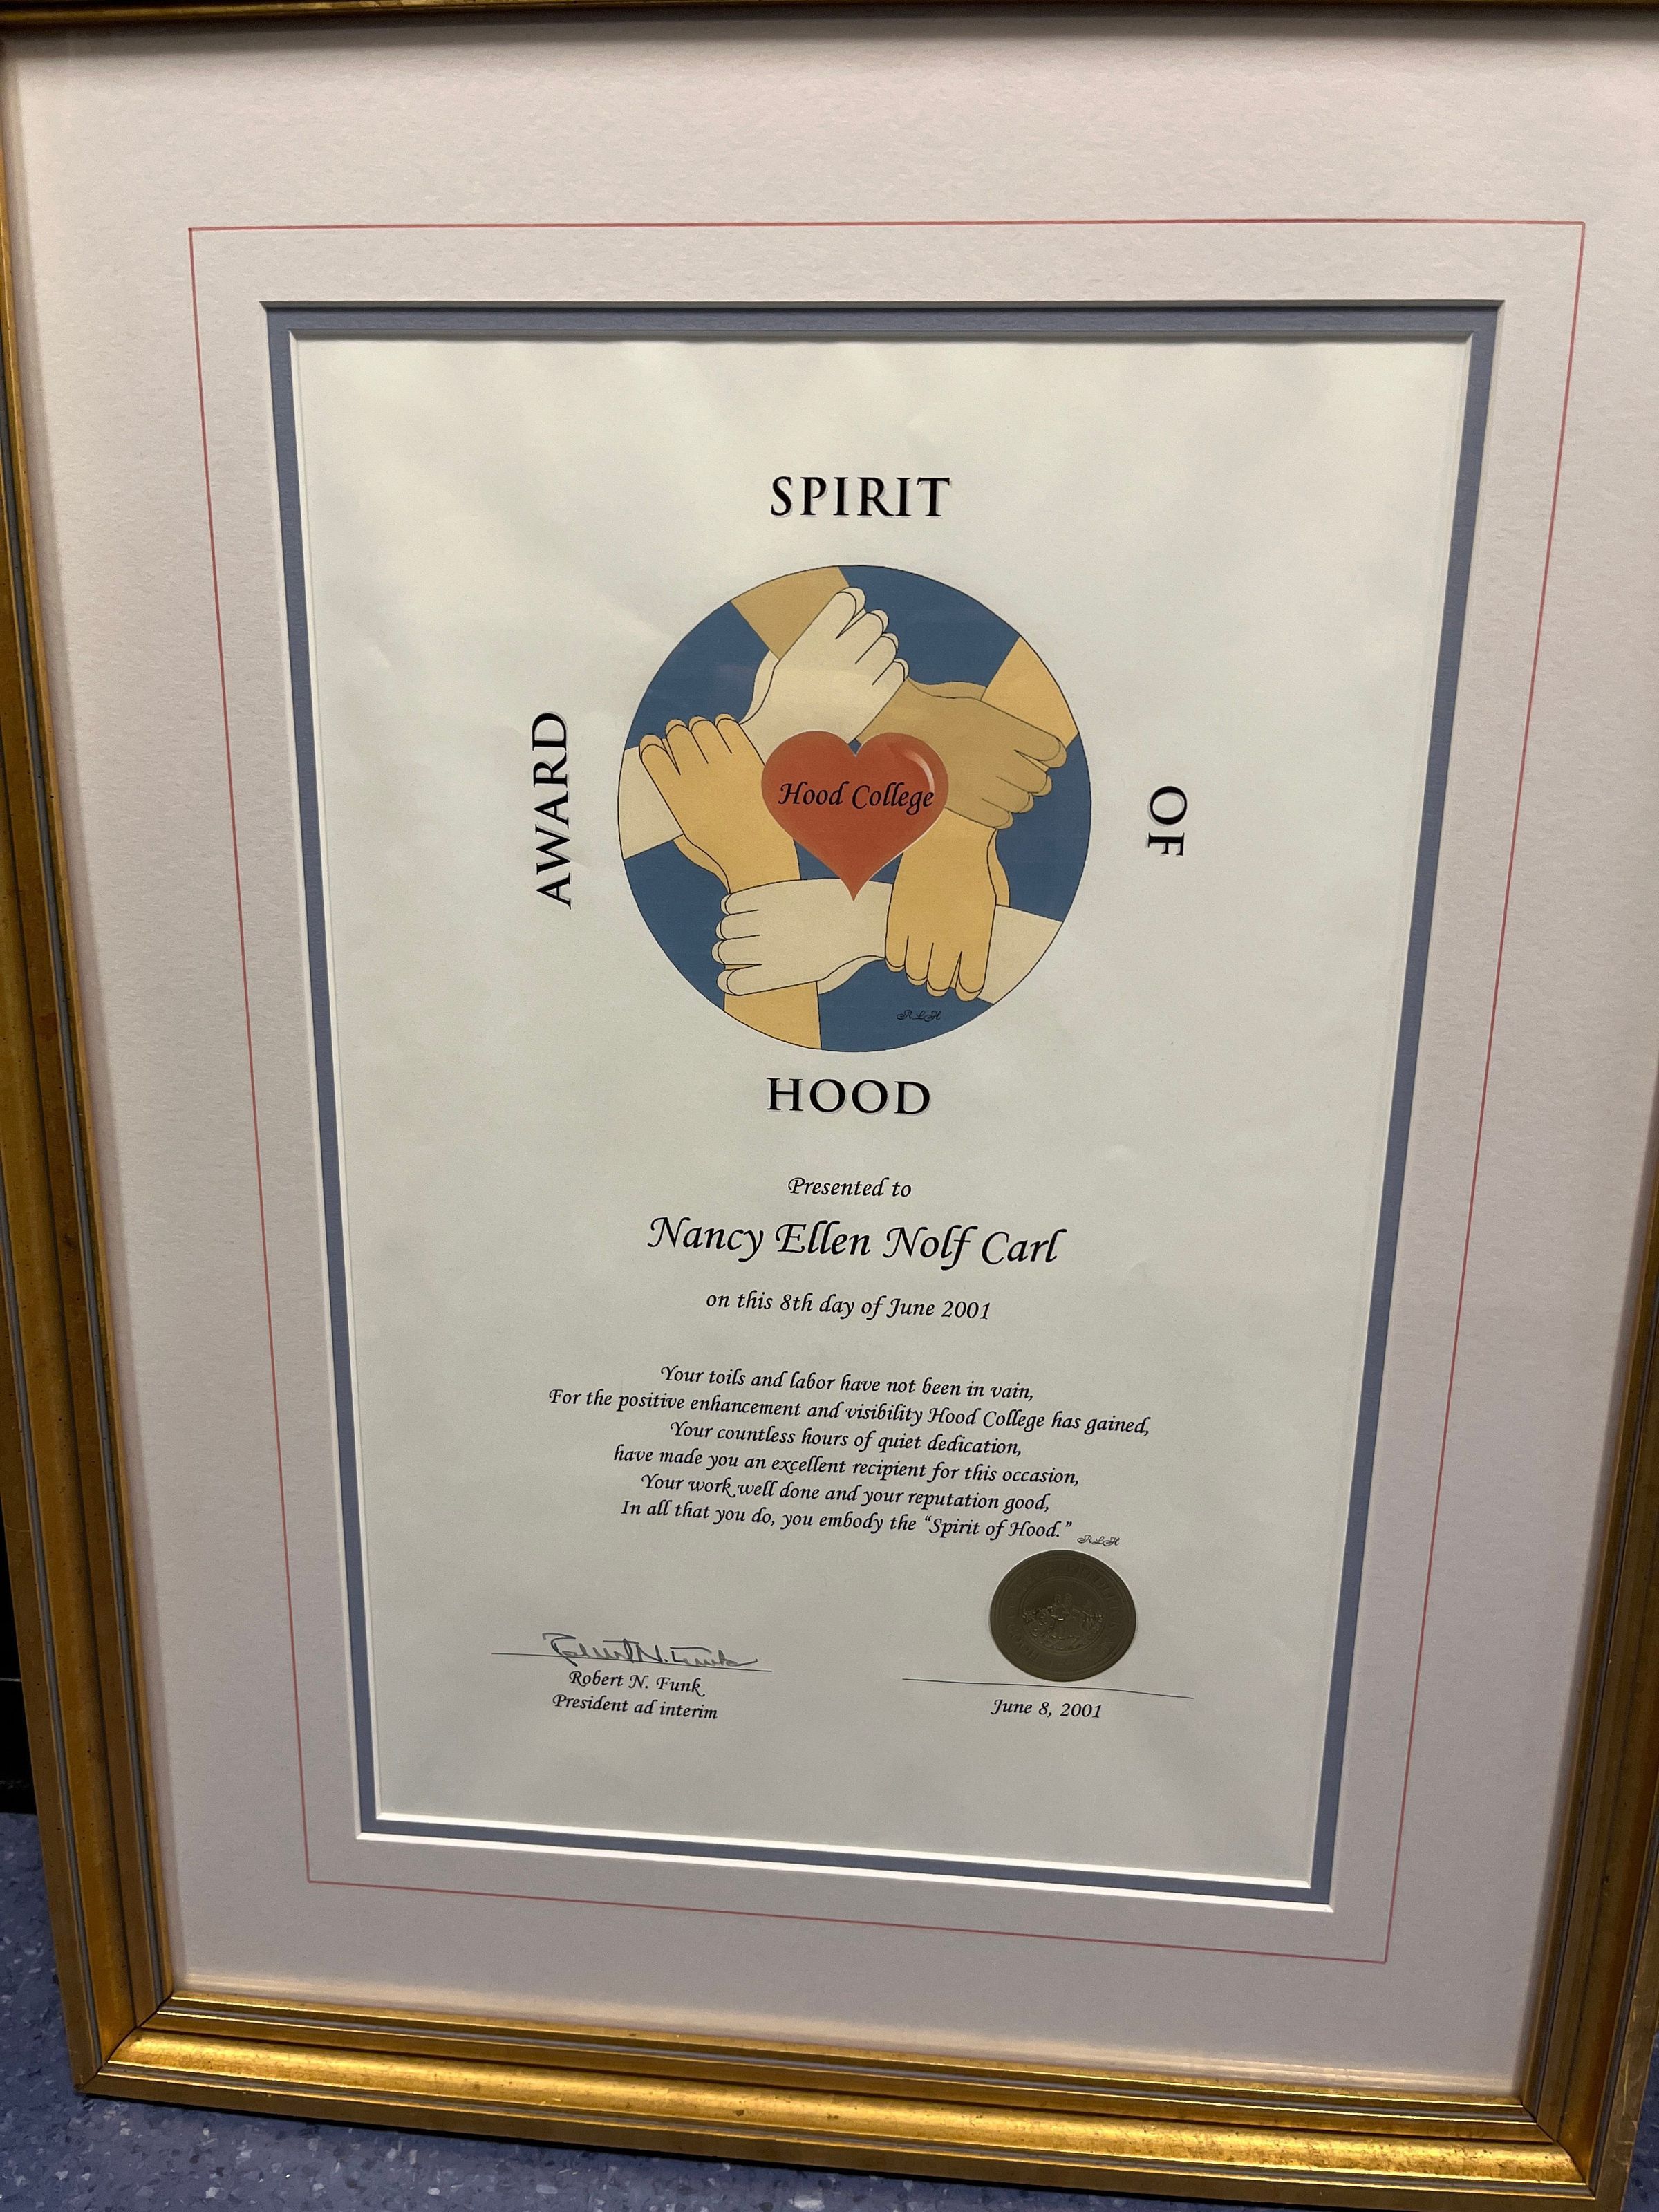 SPIRIT
AWARD
OF
Hood College
RLH
HOOD
Presented to
Nancy Ellen Nolf Carl
on this 8th day of June 2001
Your toils and labor have not been in vain,
For the positive enhancement and visibility Hood College has gained,
Your countless hours of quiet dedication,
have made you an excellent recipient for this occasion,
Your work well done and your reputation good,
In all that you do, you embody the “Spirit of Hood.”
RLH
Robert N. Funk
Robert N. Funk
President ad interim
June 8, 2001